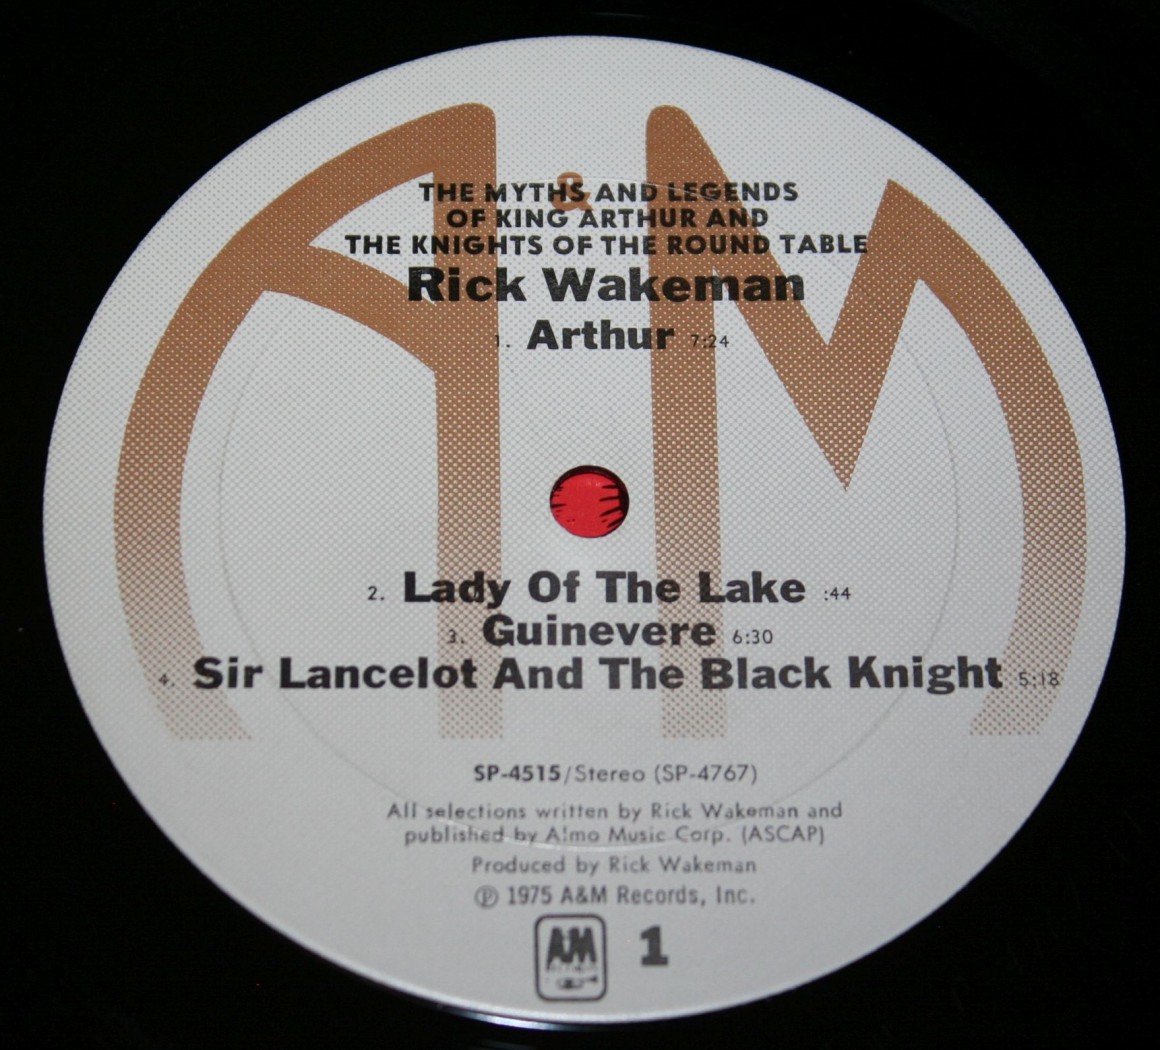 &
THE MYTHS AND LEGENDS
OF KING ARTHUR AND
THE KNIGHTS OF THE ROUND TABLE
Rick Wakeman
1. Arthur 7:24
2. Lady Of The Lake :44
3. Guinevere 6:30
4. Sir Lancelot And The Black Knight 5:18
SP-4515/Stereo (SP-4767)
All selections written by Rick Wakeman and
published by Almo Music Corp. (ASCAP)
Produced by Rick Wakeman
℗ 1975 A&M Records, Inc.
A&M 1